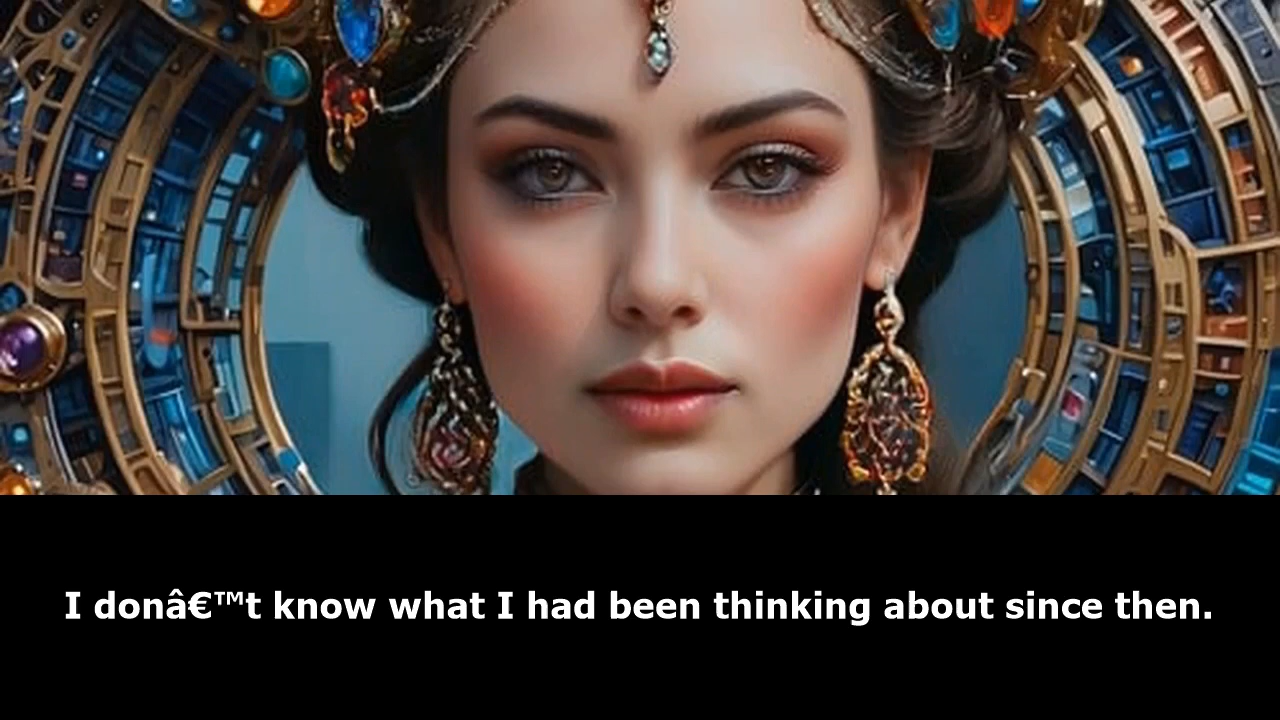 I donâ€™t know what I had been thinking about since then.